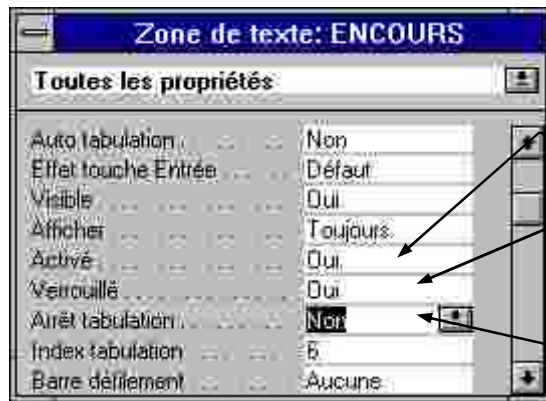 Zone de texte: ENCOURS
Toutes les propriétés
Auto tabulation Non
Effet touche Entrée Défaut
Visible Oui
Afficher Toujours
Activé Oui
Verrouillé Oui
Arrêt tabulation Non
Index tabulation 6
Barre défilement Aucune